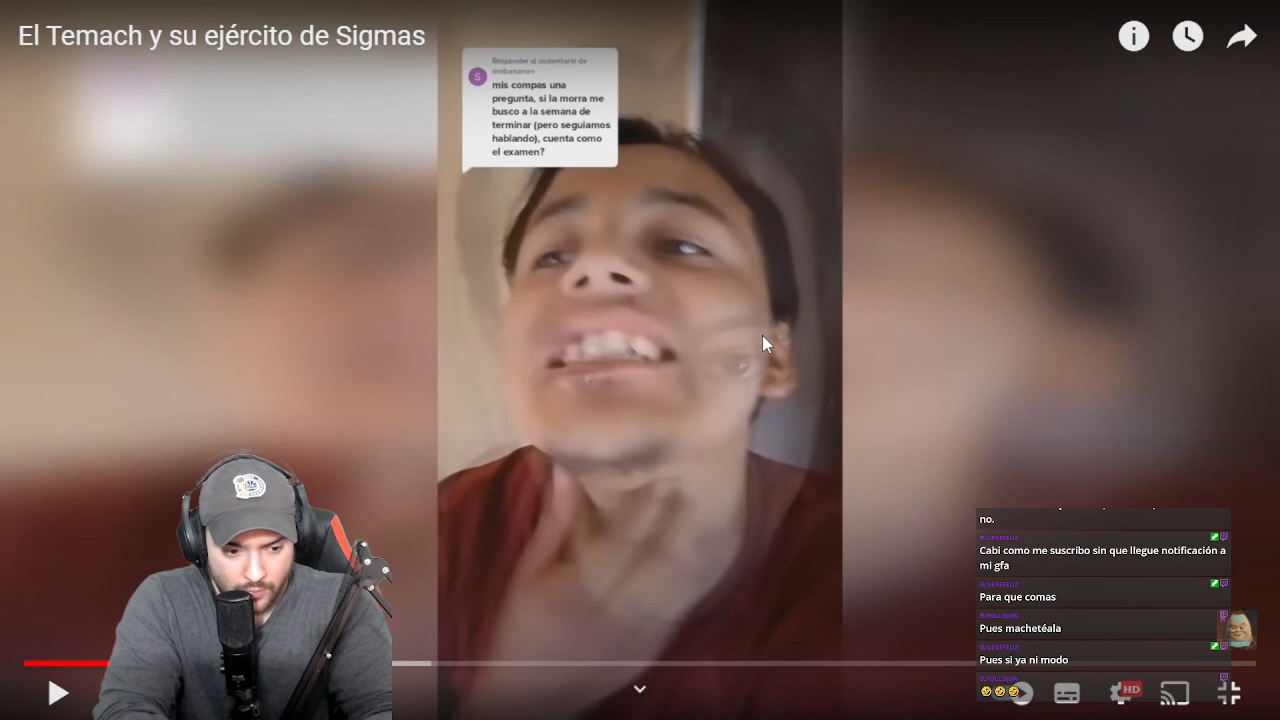 El Temach y su ejército de Sigmas
Responder al comentario de
embananon
S
mis compas una
pregunta, si la morra me
busco a la semana de
terminar (pero seguiamos
hablando), cuenta como
el examen?
no.
Cabi como me suscribo sin que llegue notificación a
mi gfa
Para que comas
Pues machetéala
Pues si ya ni modo
HD